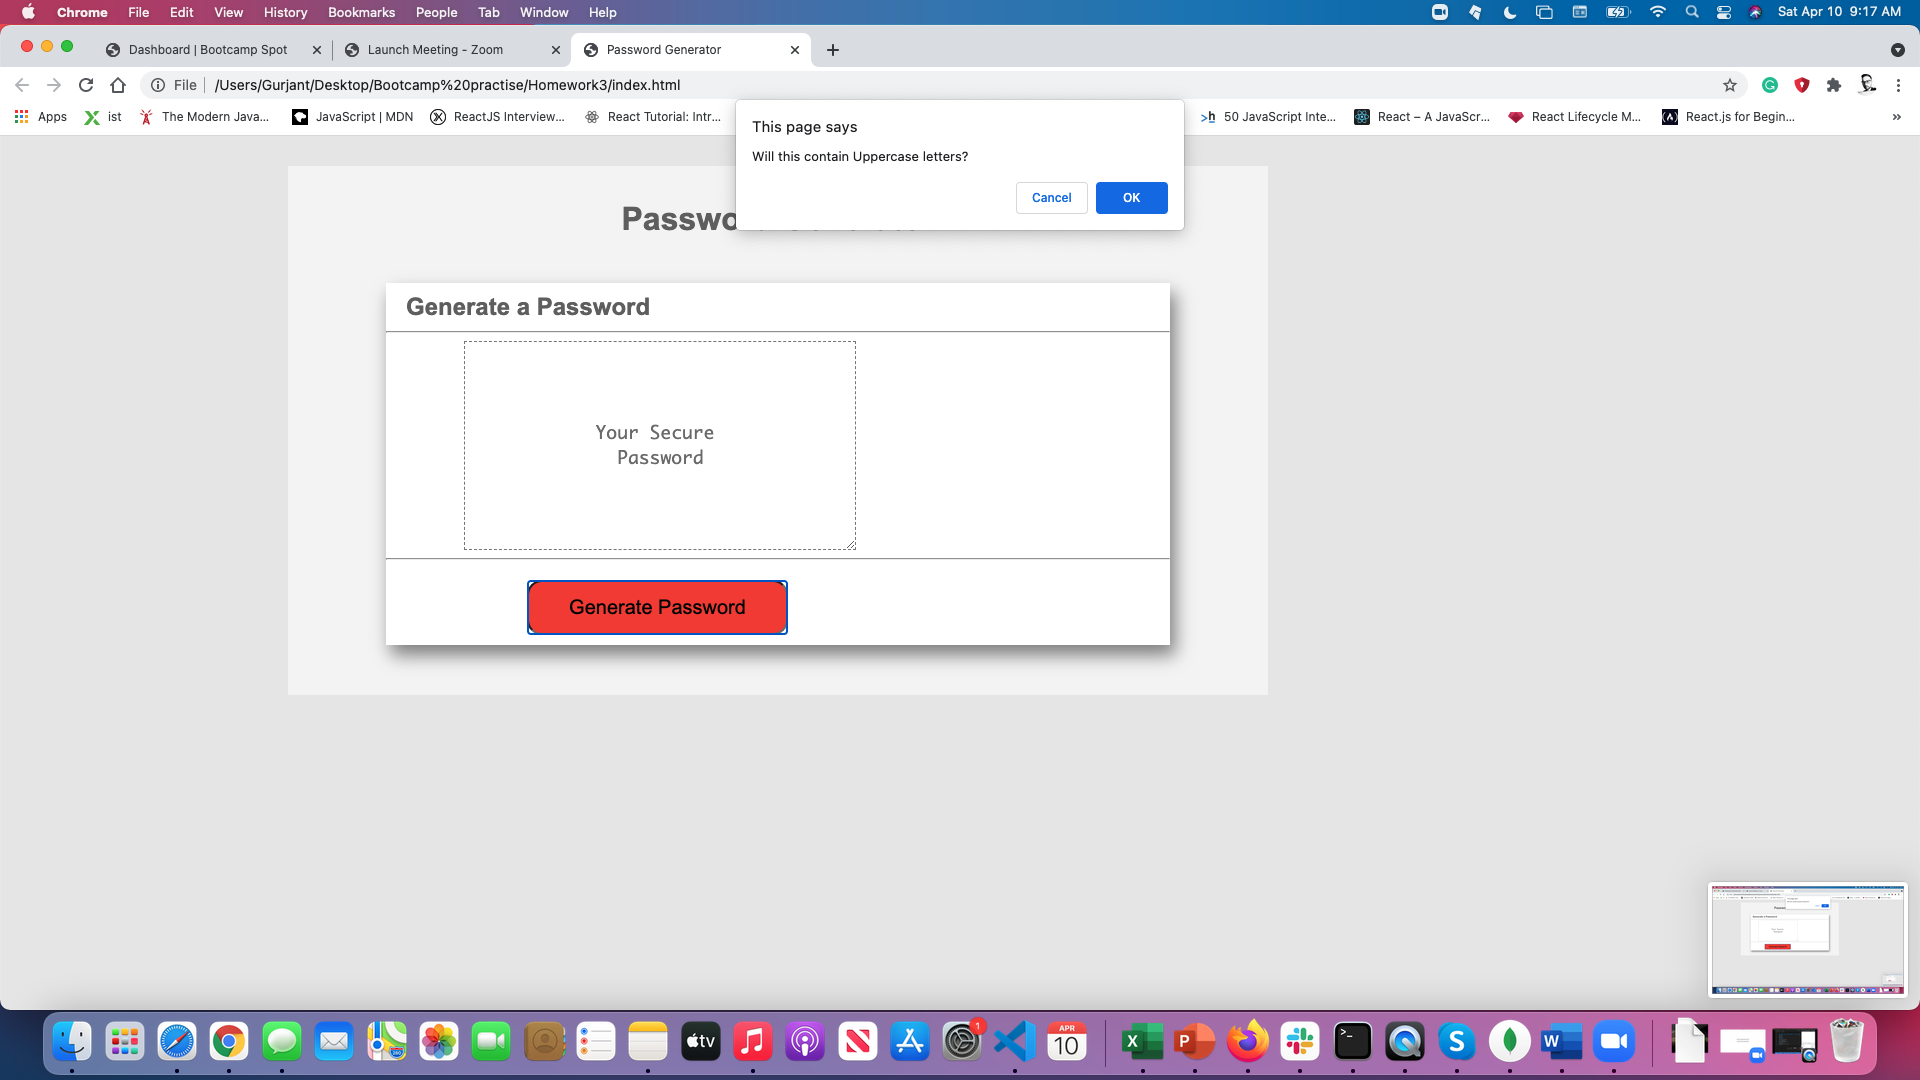 Chrome File Edit View History Bookmarks People Tab Window Help Sat Apr 10 9:17 AM
Dashboard | Bootcamp Spot Launch Meeting - Zoom Password Generator
File /Users/Gurjant/Desktop/Bootcamp%20practise/Homework3/index.html
Apps ist The Modern Java... JavaScript | MDN ReactJS Interview... React Tutorial: Intr... 50 JavaScript Inte... React – A JavaScr... React Lifecycle M... React.js for Begin...
This page says
Will this contain Uppercase letters?
Cancel OK
Generate a Password
Your Secure
Password
Generate Password
tv 1 APR 10 X P S W